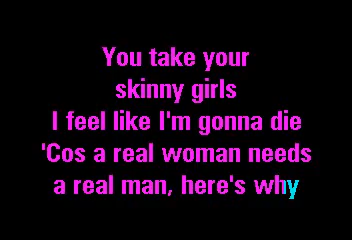 You take your
skinny girls
I feel like I'm gonna die
'Cos a real woman needs
a real man, here's why